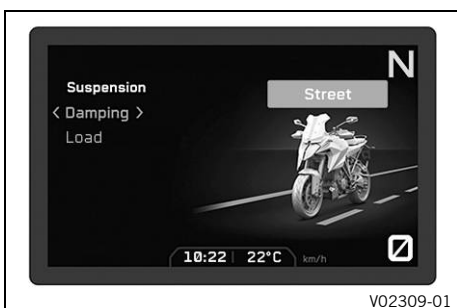 N
Suspension
Street
< Damping >
Load
10:22 22°C km/h
V02309-01